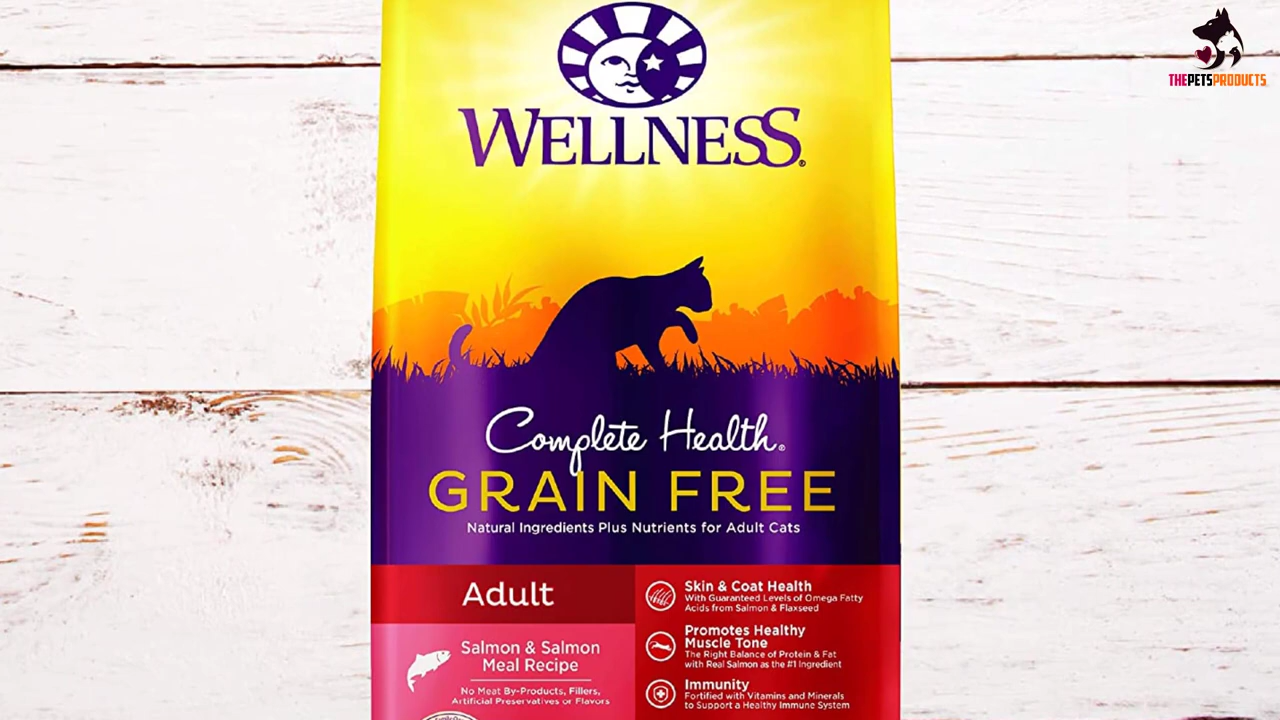 THEPETSPRODUCTS
WELLNESS®
Complete Health®
GRAIN FREE
Natural Ingredients Plus Nutrients for Adult Cats
Adult
Salmon & Salmon
Meal Recipe
No Meat By-Products, Fillers,
Artificial Preservatives or Flavors
Skin & Coat Health
With Guaranteed Levels of Omega Fatty
Acids from Salmon & Flaxseed
Promotes Healthy
Muscle Tone
The Right Balance of Protein & Fat
with Real Salmon as the #1 Ingredient
Immunity
Fortified with Vitamins and Minerals
to Support a Healthy Immune System